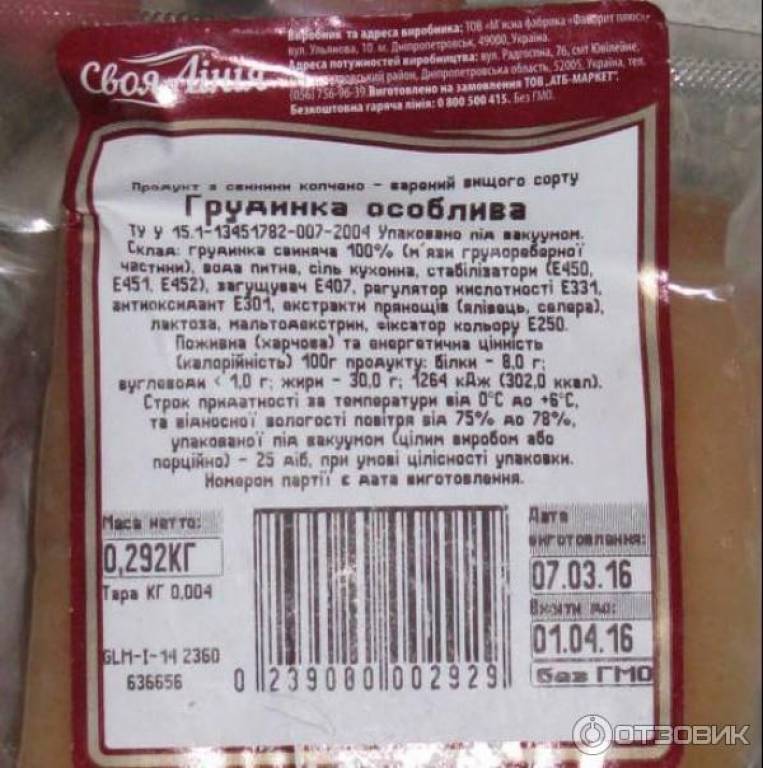 Своя Лінія
Виробник та адреса виробника: ТОВ «М'ясна фабрика «Фаворит плюс»
вул. Ульянова, 10, м. Дніпропетровськ, 49000, Україна.
Адреса потужностей виробництва: вул. Радгоспна, 76, смт Ювілейне,
район, Дніпропетровська область, 52005, Україна, тел.
(056) 756-96-39 Виготовлено на замовлення ТОВ „АТБ-МАРКЕТ".
Безкоштовна гаряча лінія: 0 800 500 415. Без ГМО.
Продукт з свинини копчено - варений вищого сорту
Грудинка особлива
ТУ У 15.1-13451782-007-2004 Упаковано під вакуумом.
Склад: грудинка свиняча 100% (м'язи грудореберної
частини), вода питна, сіль кухонна, стабілізатори (Е450,
Е451, Е452), загущувач Е407, регулятор кислотності Е331,
антиоксидант Е301, екстракти прянощів (ялівець, селера),
лактоза, мальтодекстрин, фіксатор кольору Е250.
Поживна (харчова) та енергетична цінність
(калорійність) 100г продукту: білки - 8,0 г;
вуглеводи < 1,0 г; жири - 30,0 г; 1264 кДж (302,0 ккал).
Строк придатності за температури від 0°С до +6°С,
та відносної вологості повітря від 75% до 78%,
упакованої під вакуумом (цілим виробом або
порційно) - 25 діб, при умові цілісності упаковки.
Номером партії є дата виготовлення.
Маса нетто:
0,292КГ
Тара КГ 0,004
GLM-I-14 2360
636656
0 239080 002929
Дата
виготовлення:
07.03.16
Вжити до:
01.04.16
без ГМО
ОТЗОВИК